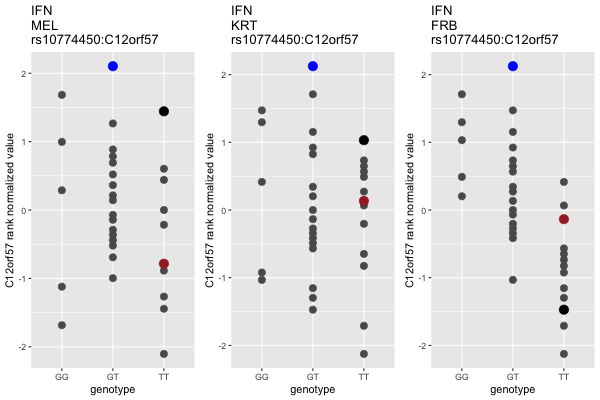 IFN
MEL
rs10774450:C12orf57
C12orf57 rank normalized value
2
1
0
-1
-2
GG GT TT
genotype
IFN
KRT
rs10774450:C12orf57
C12orf57 rank normalized value
2
1
0
-1
-2
GG GT TT
genotype
IFN
FRB
rs10774450:C12orf57
C12orf57 rank normalized value
2
1
0
-1
-2
GG GT TT
genotype